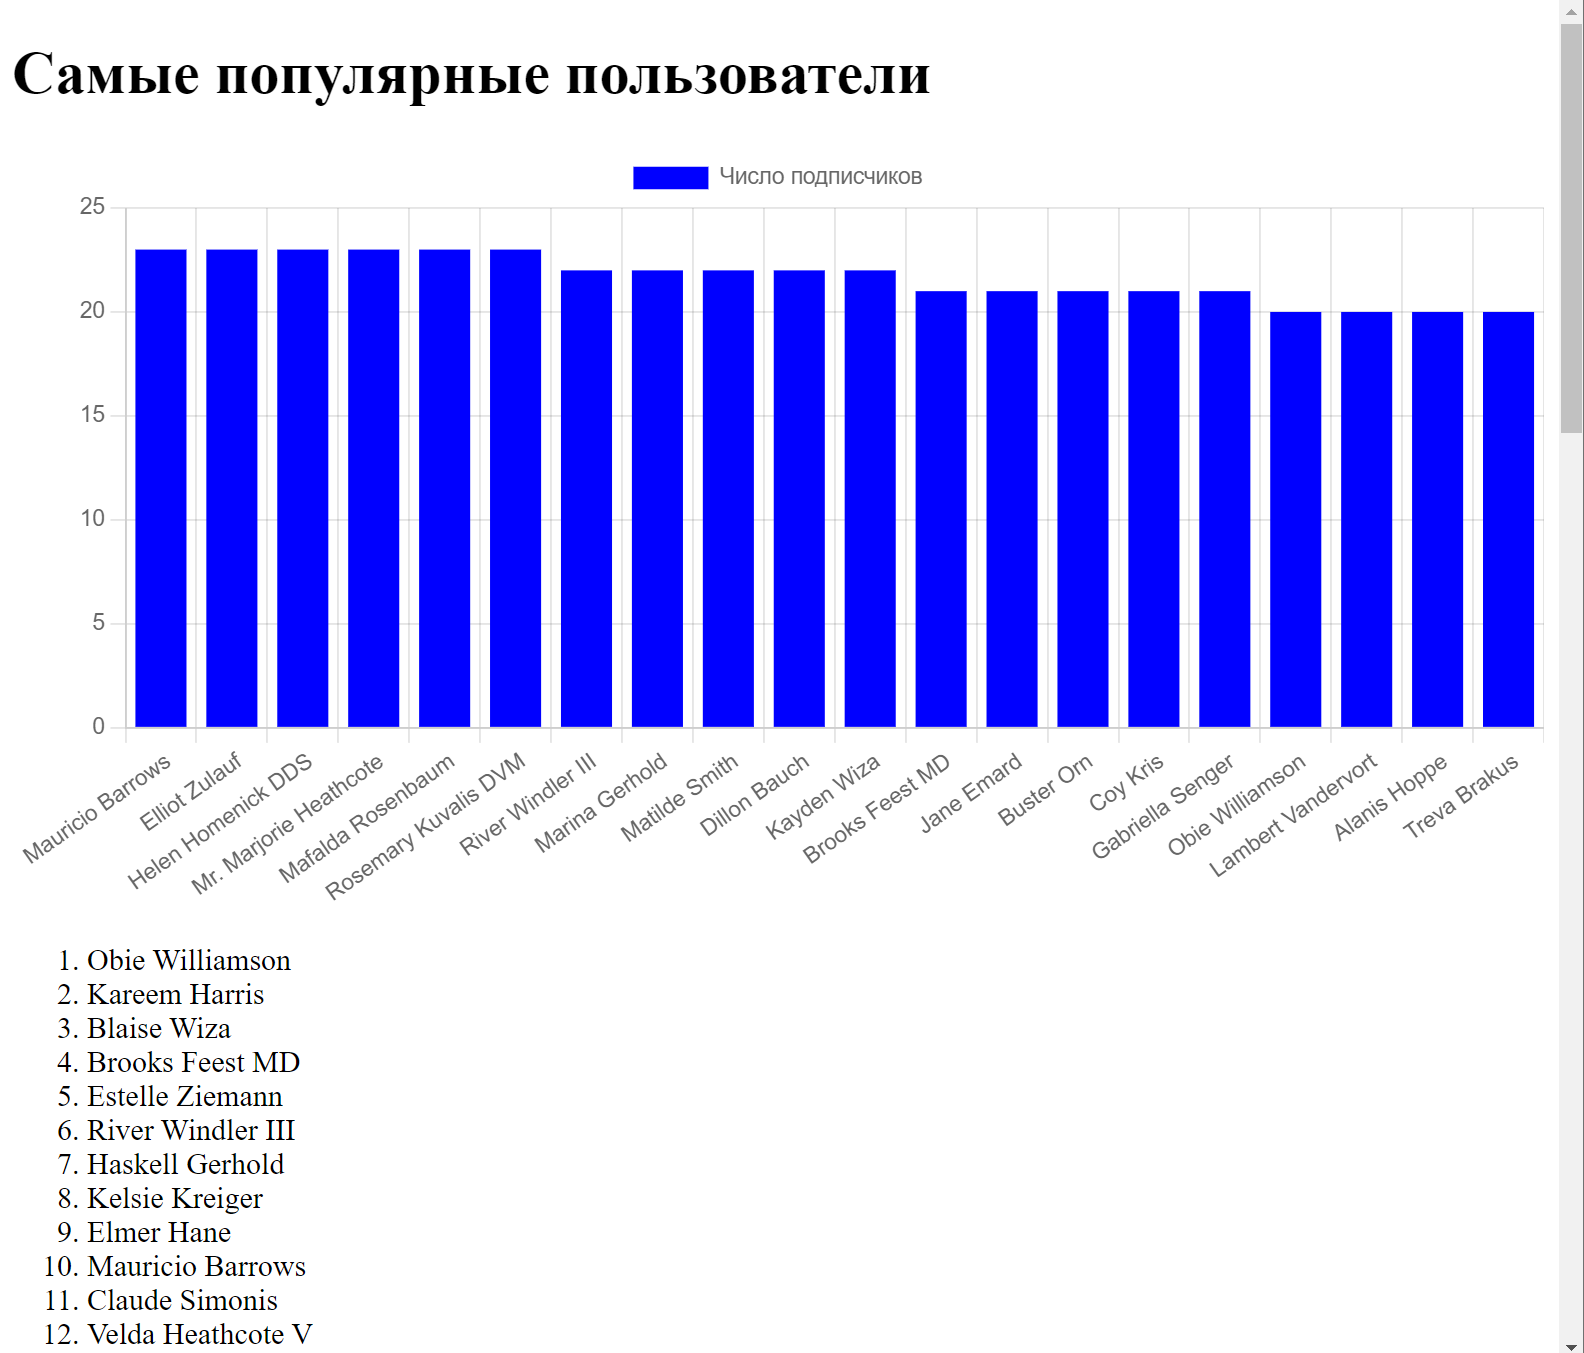 Самые популярные пользователи
Число подписчиков
25
20
15
10
5
0
Mauricio Barrows
Elliot Zulauf
Helen Homenick DDS
Mr. Marjorie Heathcote
Mafalda Rosenbaum
Rosemary Kuvalis DVM
River Windler III
Marina Gerhold
Matilde Smith
Dillon Bauch
Kayden Wiza
Brooks Feest MD
Jane Emard
Buster Orn
Coy Kris
Gabriella Senger
Obie Williamson
Lambert Vandervort
Alanis Hoppe
Treva Brakus
1. Obie Williamson
2. Kareem Harris
3. Blaise Wiza
4. Brooks Feest MD
5. Estelle Ziemann
6. River Windler III
7. Haskell Gerhold
8. Kelsie Kreiger
9. Elmer Hane
10. Mauricio Barrows
11. Claude Simonis
12. Velda Heathcote V